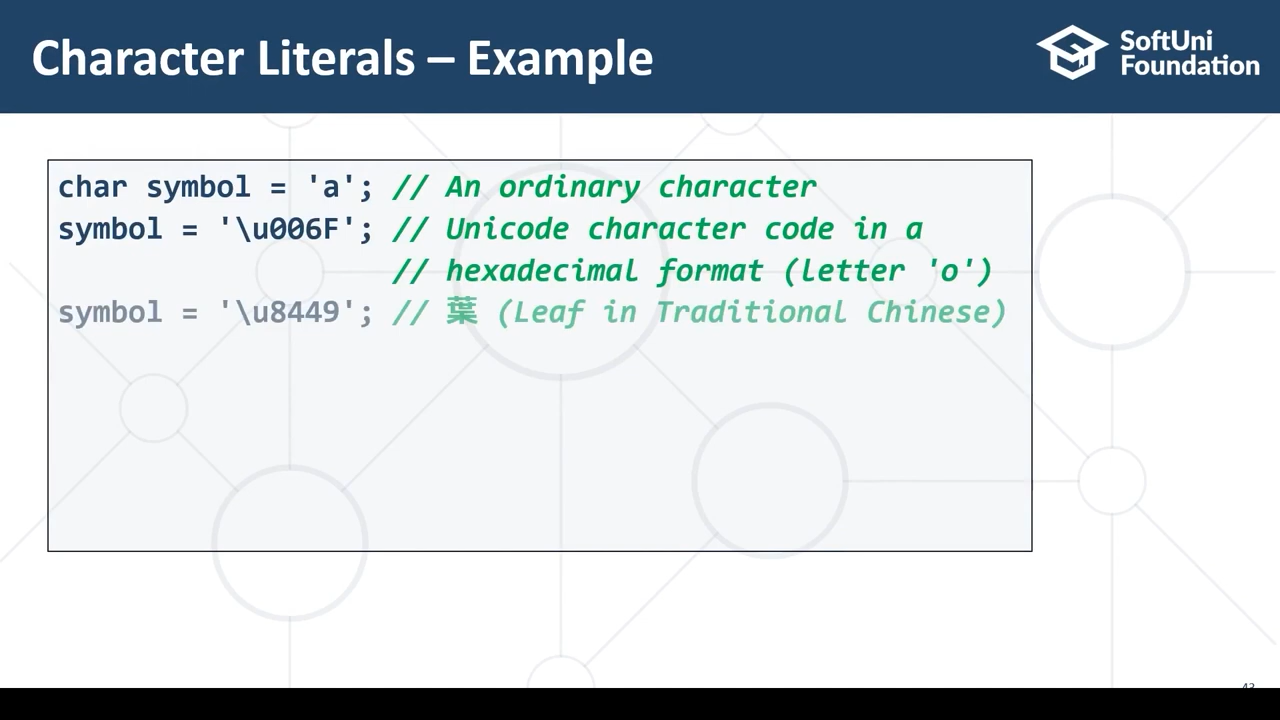 Character Literals – Example
SoftUni
Foundation
char symbol = 'a'; // An ordinary character
symbol = '\u006F'; // Unicode character code in a
// hexadecimal format (letter 'o')
symbol = '\u8449'; // 葉 (Leaf in Traditional Chinese)